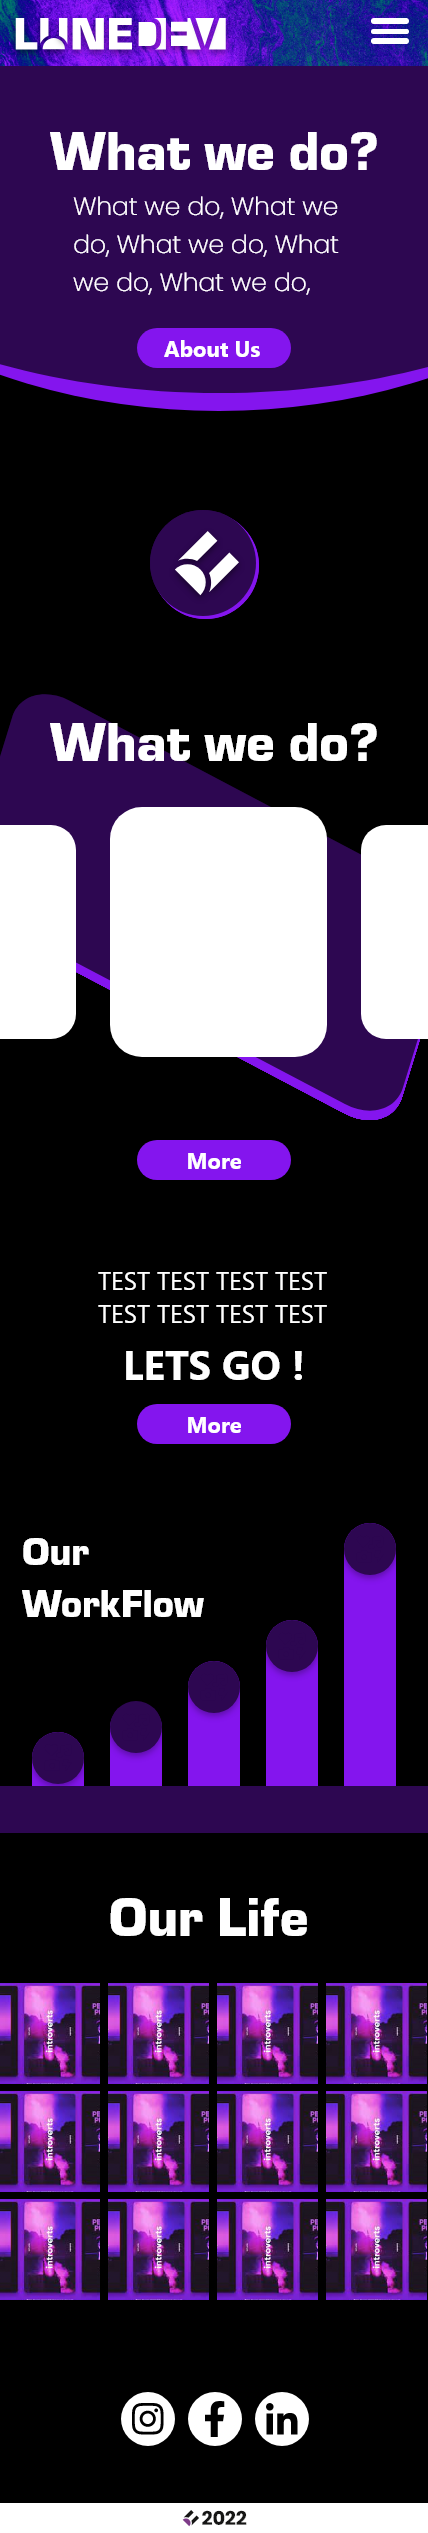 LUNEDEV
What we do?
What we do, What we
do, What we do, What
we do, What we do,
About Us
What we do?
More
TEST TEST TEST TEST
TEST TEST TEST TEST
LETS GO !
More
Our
WorkFlow
Our Life
introverts
introverts
introverts
introverts
introverts
introverts
introverts
introverts
introverts
introverts
introverts
introverts
in
2022